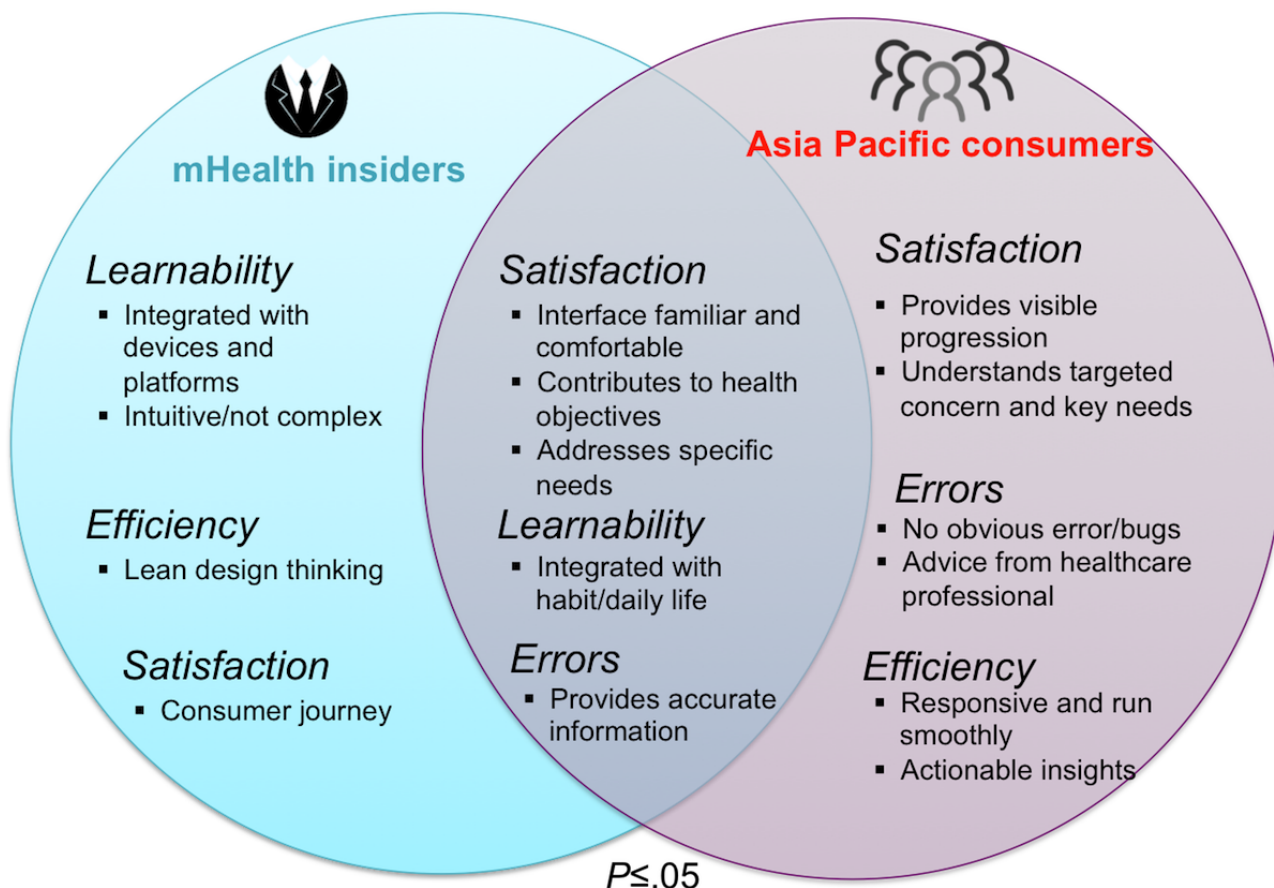 mHealth insiders
Learnability
▪ Integrated with
devices and
platforms
▪ Intuitive/not complex
Efficiency
▪ Lean design thinking
Satisfaction
▪ Consumer journey
Satisfaction
▪ Interface familiar and
comfortable
▪ Contributes to health
objectives
▪ Addresses specific
needs
Learnability
▪ Integrated with
habit/daily life
Errors
▪ Provides accurate
information
Asia Pacific consumers
Satisfaction
▪ Provides visible
progression
▪ Understands targeted
concern and key needs
Errors
▪ No obvious error/bugs
▪ Advice from healthcare
professional
Efficiency
▪ Responsive and run
smoothly
▪ Actionable insights
P≤.05